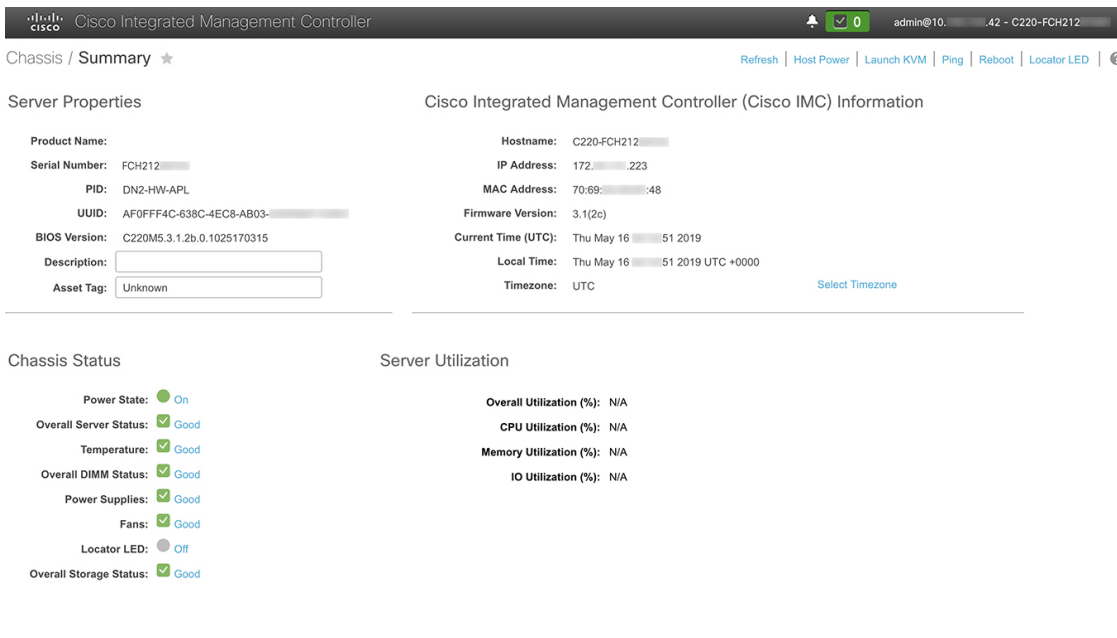 cisco Cisco Integrated Management Controller 0 admin@10. .42 - C220-FCH212
Chassis / Summary Refresh | Host Power | Launch KVM | Ping | Reboot | Locator LED |
Server Properties
Product Name:
Serial Number: FCH212
PID: DN2-HW-APL
UUID: AF0FFF4C-638C-4EC8-AB03-
BIOS Version: C220M5.3.1.2b.0.1025170315
Description:
Asset Tag: Unknown
Cisco Integrated Management Controller (Cisco IMC) Information
Hostname: C220-FCH212
IP Address: 172. .223
MAC Address: 70:69: :48
Firmware Version: 3.1(2c)
Current Time (UTC): Thu May 16 51 2019
Local Time: Thu May 16 51 2019 UTC +0000
Timezone: UTC Select Timezone
Chassis Status
Power State: On
Overall Server Status: Good
Temperature: Good
Overall DIMM Status: Good
Power Supplies: Good
Fans: Good
Locator LED: Off
Overall Storage Status: Good
Server Utilization
Overall Utilization (%): N/A
CPU Utilization (%): N/A
Memory Utilization (%): N/A
IO Utilization (%): N/A